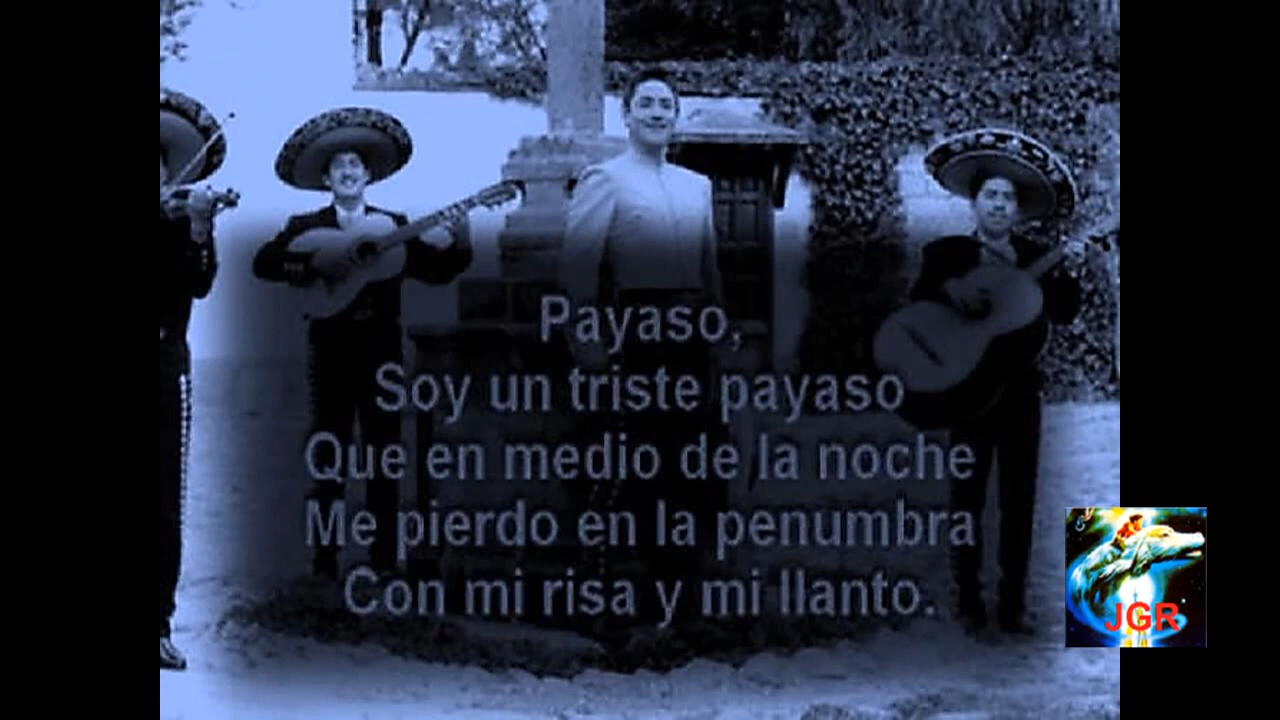 Payaso,
Soy un triste payaso
Que en medio de la noche
Me pierdo en la penumbra
Con mi risa y mi llanto.
JGR